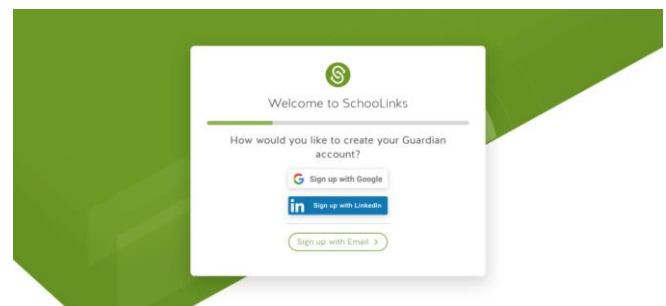 Welcome to SchooLinks
How would you like to create your Guardian
account?
Sign up with Google
in Sign up with LinkedIn
Sign up with Email >